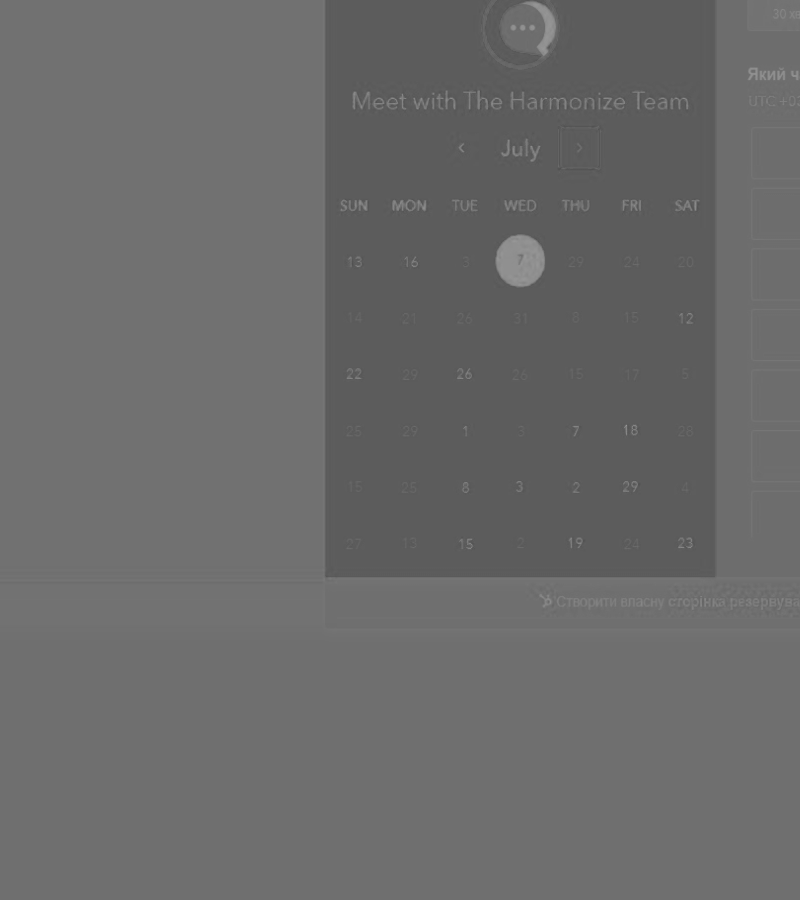 30 хв
Meet with The Harmonize Team
Який ч
UTC +0
‹ July ›
SUN MON TUE WED THU FRI SAT
13 16 3 7 29 24 20
14 21 26 31 8 15 12
22 29 26 26 15 17 5
25 29 1 3 7 18 28
15 25 8 3 2 29 4
27 13 15 2 19 24 23
Створити власну сторінка резервува